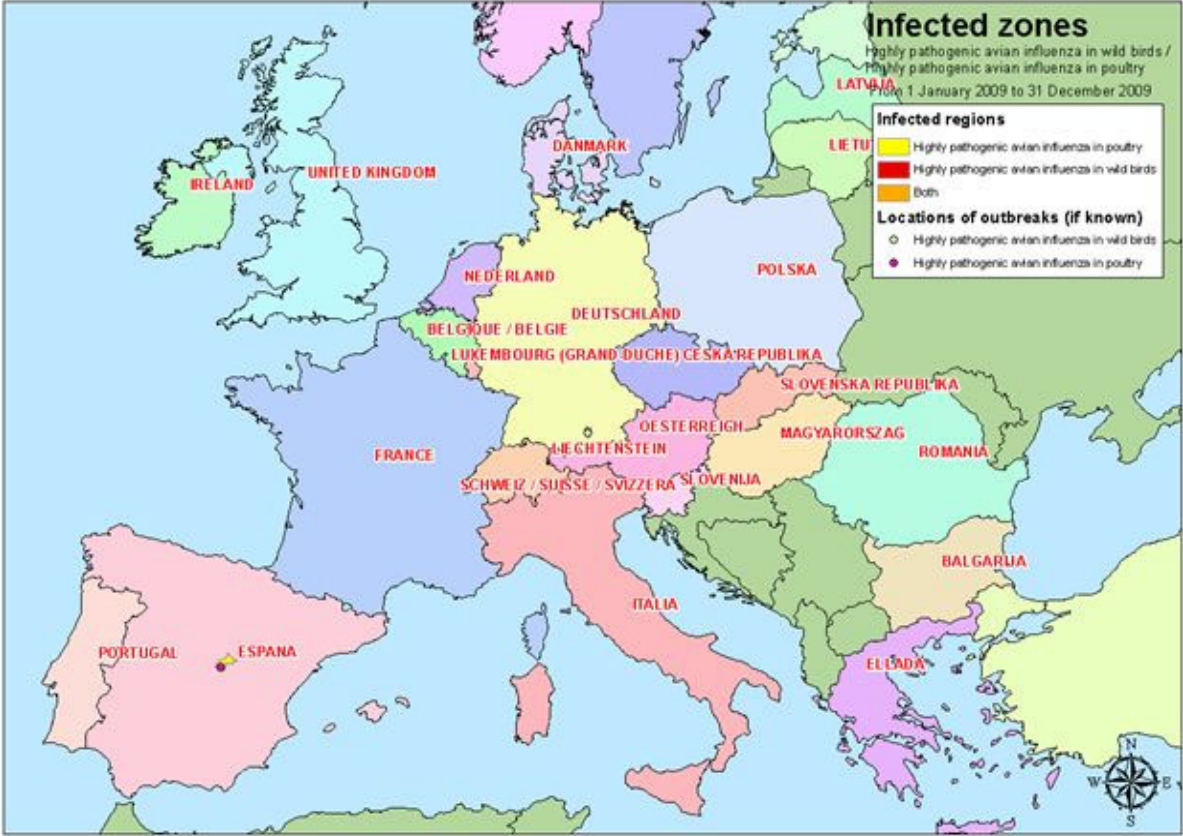 Infected zones
Highly pathogenic avian influenza in wild birds /
Highly pathogenic avian influenza in poultry
From 1 January 2009 to 31 December 2009
Infected regions
Highly pathogenic avian influenza in poultry
Highly pathogenic avian influenza in wild birds
Both
Locations of outbreaks (if known)
Highly pathogenic avian influenza in wild birds
Highly pathogenic avian influenza in poultry
LATVIJA
LIETU
DANMARK
UNITED KINGDOM
IRELAND
NEDERLAND
POLSKA
DEUTSCHLAND
BELGIQUE / BELGIE
LUXEMBOURG (GRAND-DUCHE)
CESKA REPUBLIKA
SLOVENSKA REPUBLIKA
OESTERREICH
MAGYARORSZAG
LIECHTENSTEIN
ROMANIA
FRANCE
SCHWEIZ / SUISSE / SVIZZERA
SLOVENIJA
BALGARIJA
ITALIA
PORTUGAL
ESPANA
ELLADA
N
W
E
S